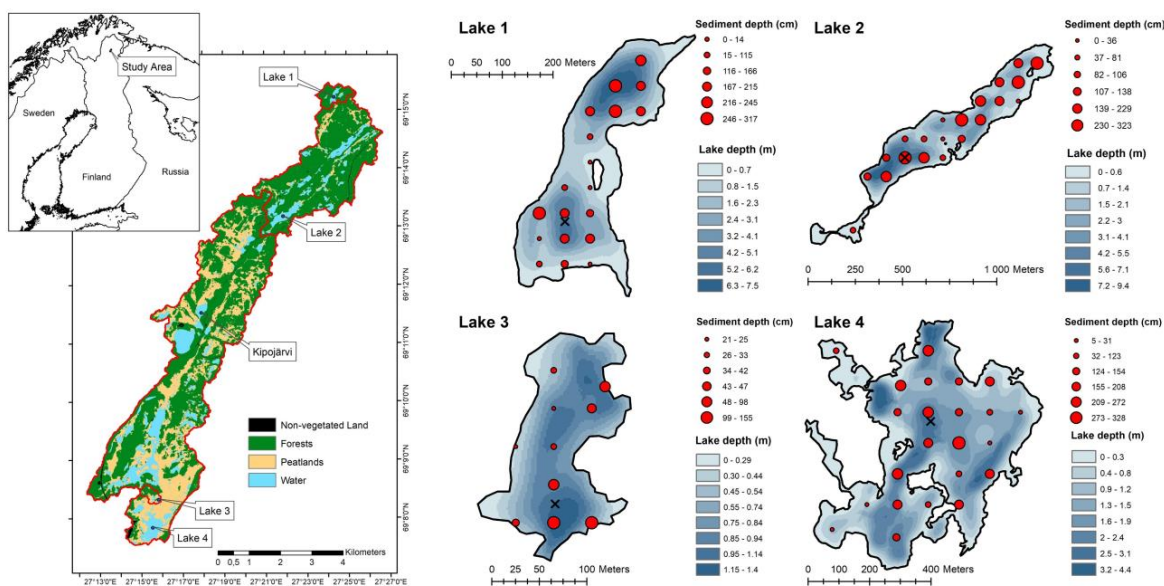 Study Area
Sweden
Finland
Russia
Lake 1
Lake 2
Kipojärvi
Lake 3
Lake 4
Non-vegetated Land
Forests
Peatlands
Water
Kilometers
0 0,5 1 2 3 4
69°15'0"N
69°14'0"N
69°13'0"N
69°12'0"N
69°11'0"N
69°10'0"N
69°9'0"N
69°8'0"N
27°13'0"E 27°15'0"E 27°17'0"E 27°19'0"E 27°21'0"E 27°23'0"E 27°25'0"E 27°27'0"E
Lake 1
0 50 100 200 Meters
Sediment depth (cm)
0 - 14
15 - 115
116 - 166
167 - 215
216 - 245
246 - 317
Lake depth (m)
0 - 0.7
0.8 - 1.5
1.6 - 2.3
2.4 - 3.1
3.2 - 4.1
4.2 - 5.1
5.2 - 6.2
6.3 - 7.5
Lake 2
0 250 500 1 000 Meters
Sediment depth (cm)
0 - 36
37 - 81
82 - 106
107 - 138
139 - 229
230 - 323
Lake depth (m)
0 - 0.6
0.7 - 1.4
1.5 - 2.1
2.2 - 3
3.1 - 4.1
4.2 - 5.5
5.6 - 7.1
7.2 - 9.4
Lake 3
0 25 50 100 Meters
Sediment depth (cm)
21 - 25
26 - 33
34 - 42
43 - 47
48 - 98
99 - 155
Lake depth (m)
0 - 0.29
0.30 - 0.44
0.45 - 0.54
0.55 - 0.74
0.75 - 0.84
0.85 - 0.94
0.95 - 1.14
1.15 - 1.4
Lake 4
0 100 200 400 Meters
Sediment depth (cm)
5 - 31
32 - 123
124 - 154
155 - 208
209 - 272
273 - 328
Lake depth (m)
0 - 0.3
0.4 - 0.8
0.9 - 1.2
1.3 - 1.5
1.6 - 1.9
2 - 2.4
2.5 - 3.1
3.2 - 4.4